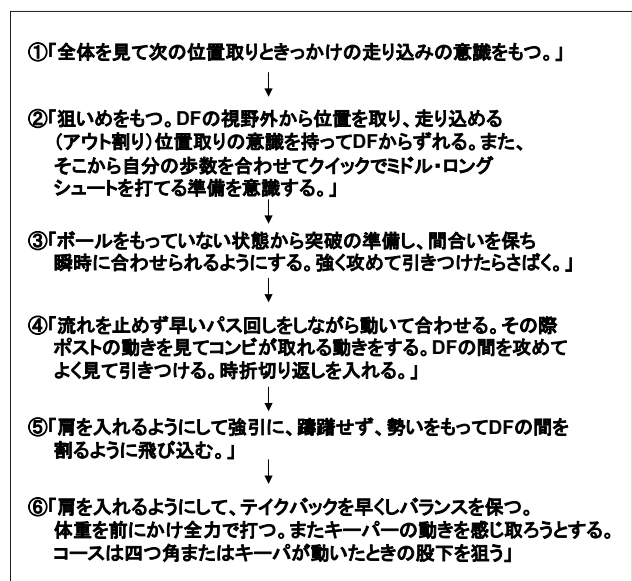 ①「全体を見て次の位置取りときっかけの走り込みの意識をもつ。」
②「狙いめをもつ。DFの視野外から位置を取り、走り込める
(アウト割り)位置取りの意識を持ってDFからずれる。また、
そこから自分の歩数を合わせてクイックでミドル・ロング
シュートを打てる準備を意識する。」
③「ボールをもっていない状態から突破の準備し、間合いを保ち
瞬時に合わせられるようにする。強く攻めて引きつけたらさばく。」
④「流れを止めず早いパス回しをしながら動いて合わせる。その際
ポストの動きを見てコンビが取れる動きをする。DFの間を攻めて
よく見て引きつける。時折切り返しを入れる。」
⑤「肩を入れるようにして強引に、躊躇せず、勢いをもってDFの間を
割るように飛び込む。」
⑥「肩を入れるようにして、テイクバックを早くしバランスを保つ。
体重を前にかけ全力で打つ。またキーパーの動きを感じ取ろうとする。
コースは四つ角またはキーパが動いたときの股下を狙う」